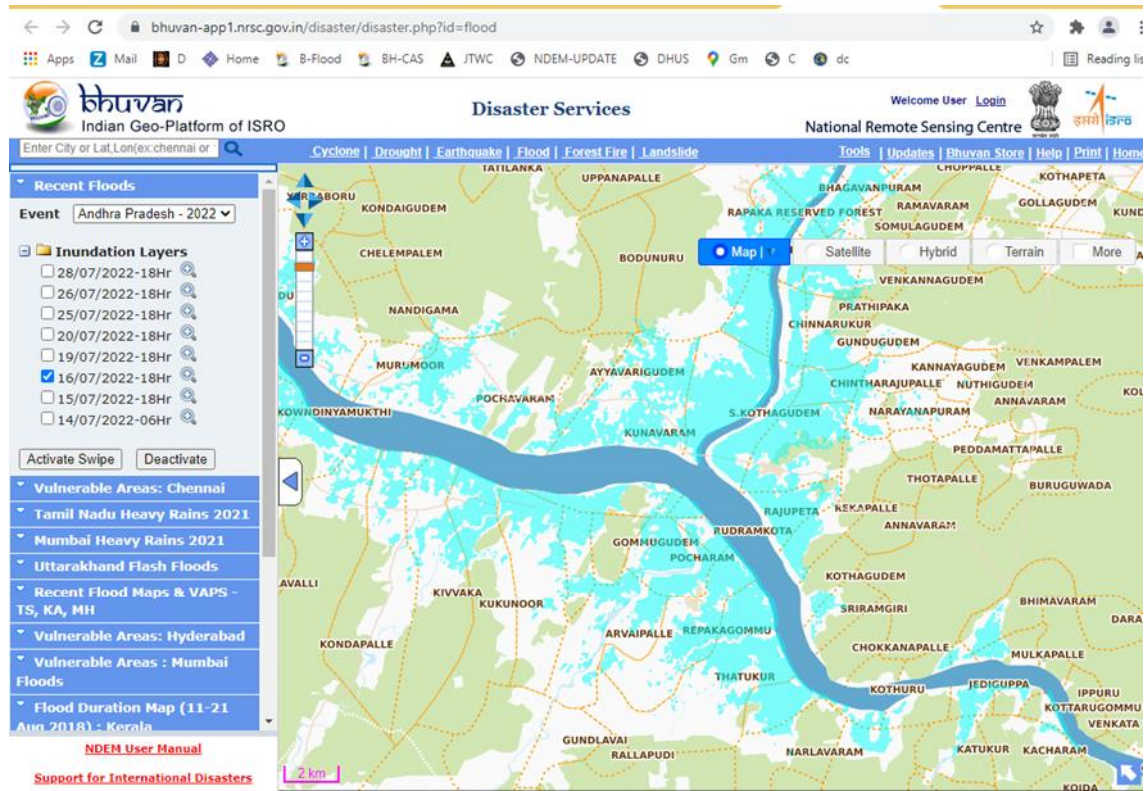 bhuvan-app1.nrsc.gov.in/disaster/disaster.php?id=flood
Apps Mail D Home B-Flood BH-CAS JTWC NDEM-UPDATE DHUS Gm C dc Reading lis
bhuvan
Indian Geo-Platform of ISRO
Disaster Services
Welcome User Login
National Remote Sensing Centre
इसरो isro
Enter City or Lat,Lon(ex:chennai or
Cyclone | Drought | Earthquake | Flood | Forest Fire | Landslide
Tools | Updates | Bhuvan Store | Help | Print | Home
Recent Floods
Event Andhra Pradesh - 2022
Inundation Layers
28/07/2022-18Hr
26/07/2022-18Hr
25/07/2022-18Hr
20/07/2022-18Hr
19/07/2022-18Hr
16/07/2022-18Hr
15/07/2022-18Hr
14/07/2022-06Hr
Activate Swipe Deactivate
Vulnerable Areas: Chennai
Tamil Nadu Heavy Rains 2021
Mumbai Heavy Rains 2021
Uttarakhand Flash Floods
Recent Flood Maps & VAPS -
TS, KA, MH
Vulnerable Areas: Hyderabad
Vulnerable Areas : Mumbai
Floods
Flood Duration Map (11-21
Aug 2018) : Kerala
NDEM User Manual
Support for International Disasters
TATILANKA
UPPANAPALLE
CHOPPALLE
KOTHAPETA
BHAGAVANPURAM
KONDAIGUDEM
RAPAKA RESERVED FOREST
RAMAVARAM
GOLLAGUDEM
KUND
SOMULAGUDEM
CHELEMPALEM
BODUNURU
Map | Satellite Hybrid Terrain More
VENKANNAGUDEM
DU
NANDIGAMA
PRATHIPAKA
CHINNARUKUR
GUNDUGUDEM
MURUMOOR
AYYAVARIGUDEM
KANNAYAGUDEM
VENKAMPALEM
CHINTHARAJUPALLE
NUTHIGUDEM
KOL
POCHAVARAM
ANNAVARAM
KOWNDINYAMUKTHI
S.KOTHAGUDEM
NARAYANAPURAM
KUNAVARAM
PEDDAMATTAPALLE
THOTAPALLE
BURUGUWADA
RAJUPETA
REKAPALLE
ANNAVARAM
RUDRAMKOTA
GOMMUGUDEM
POCHARAM
AVALLI
KIVVAKA
KUKUNOOR
KOTHAGUDEM
BHIMAVARAM
SRIRAMGIRI
DARA
ARVAIPALLE
REPAKAGOMMU
KONDAPALLE
CHOKKANAPALLE
MULKAPALLE
THATUKUR
KOTHURU
JEDIGUPPA
IPPURU
KOTTARUGOMMU
VENKATA
GUNDLAVAI
RALLAPUDI
NARLAVARAM
KATUKUR
KACHARAM
2 km
KOIDA